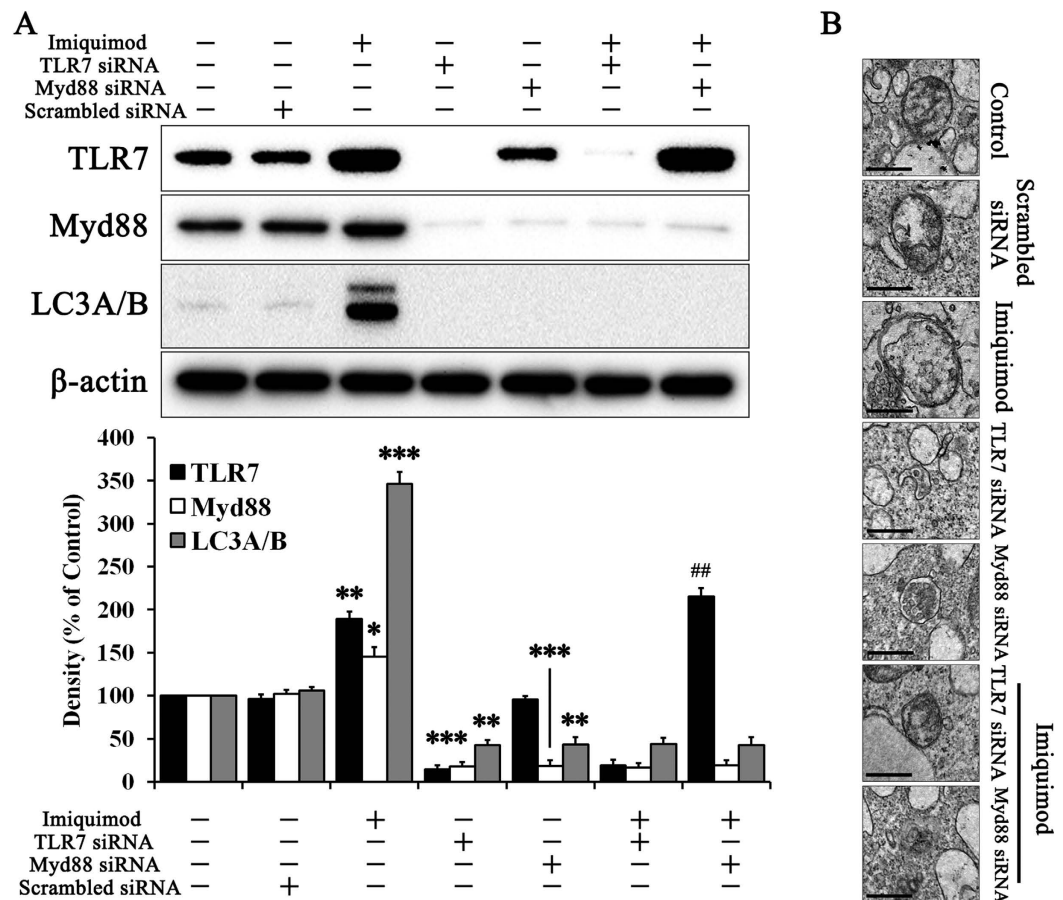 A
Imiquimod − − + − − + +
TLR7 siRNA − − − + − + −
Myd88 siRNA − − − − + − +
Scrambled siRNA − + − − − − −
TLR7
Myd88
LC3A/B
β-actin
Density (% of Control)
400
350
300
250
200
150
100
50
0
TLR7
Myd88
LC3A/B
** * ***
*** **
*** **
##
Imiquimod − − + − − + +
TLR7 siRNA − − − + − + −
Myd88 siRNA − − − − + − +
Scrambled siRNA − + − − − − −
B
Control
Scrambled
siRNA
Imiquimod
TLR7 siRNA
Myd88 siRNA
TLR7 siRNA
Myd88 siRNA
Imiquimod